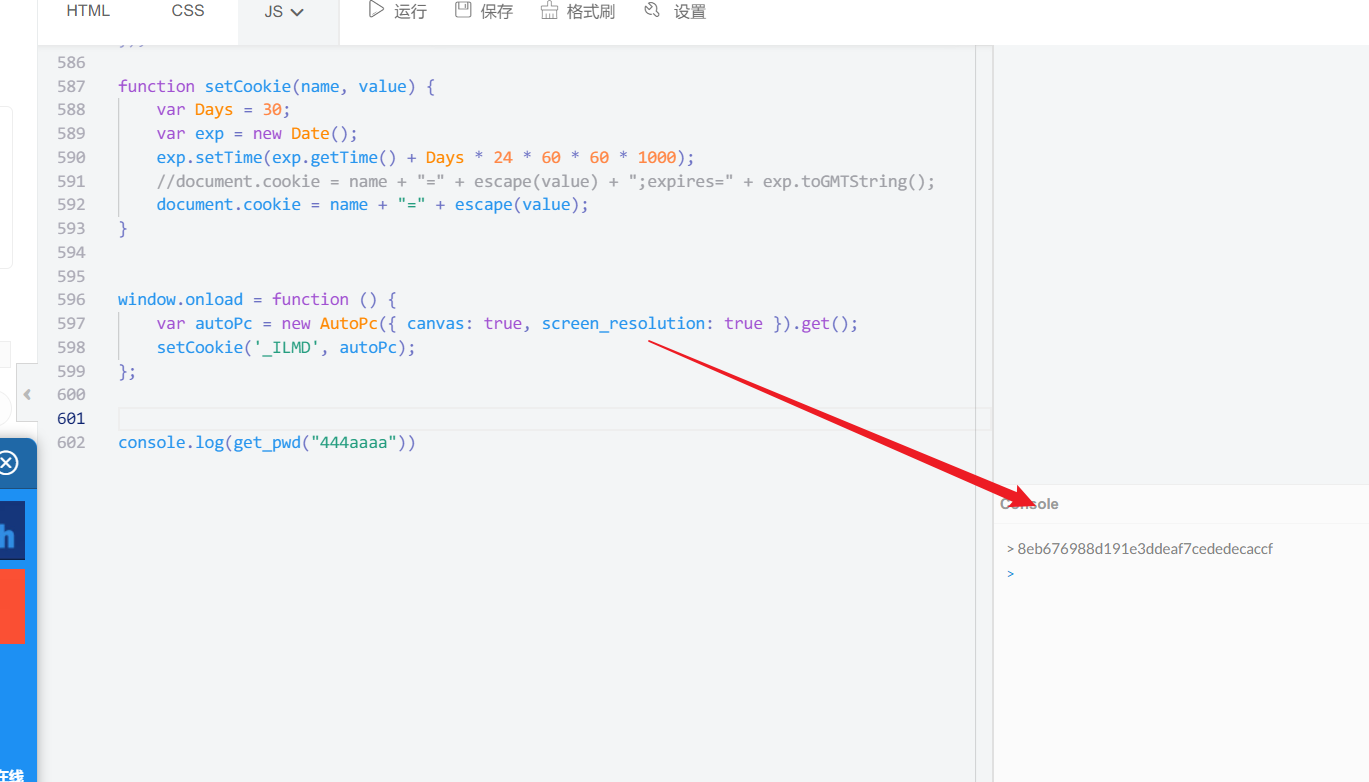 HTML CSS JS 运行 保存 格式刷 设置
586
587 function setCookie(name, value) {
588 var Days = 30;
589 var exp = new Date();
590 exp.setTime(exp.getTime() + Days * 24 * 60 * 60 * 1000);
591 //document.cookie = name + "=" + escape(value) + ";expires=" + exp.toGMTString();
592 document.cookie = name + "=" + escape(value);
593 }
594
595
596 window.onload = function () {
597 var autoPc = new AutoPc({ canvas: true, screen_resolution: true }).get();
598 setCookie('_ILMD', autoPc);
599 };
600
601
602 console.log(get_pwd("444aaaa"))
h
在线
Console
> 8eb676988d191e3ddeaf7cededecaccf
>